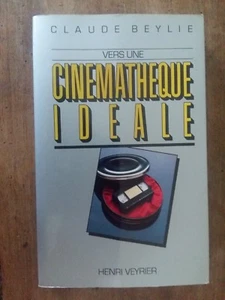 CLAUDE BEYLIE
VERS UNE
CINEMATHEQUE
IDEALE
HENRI VEYRIER